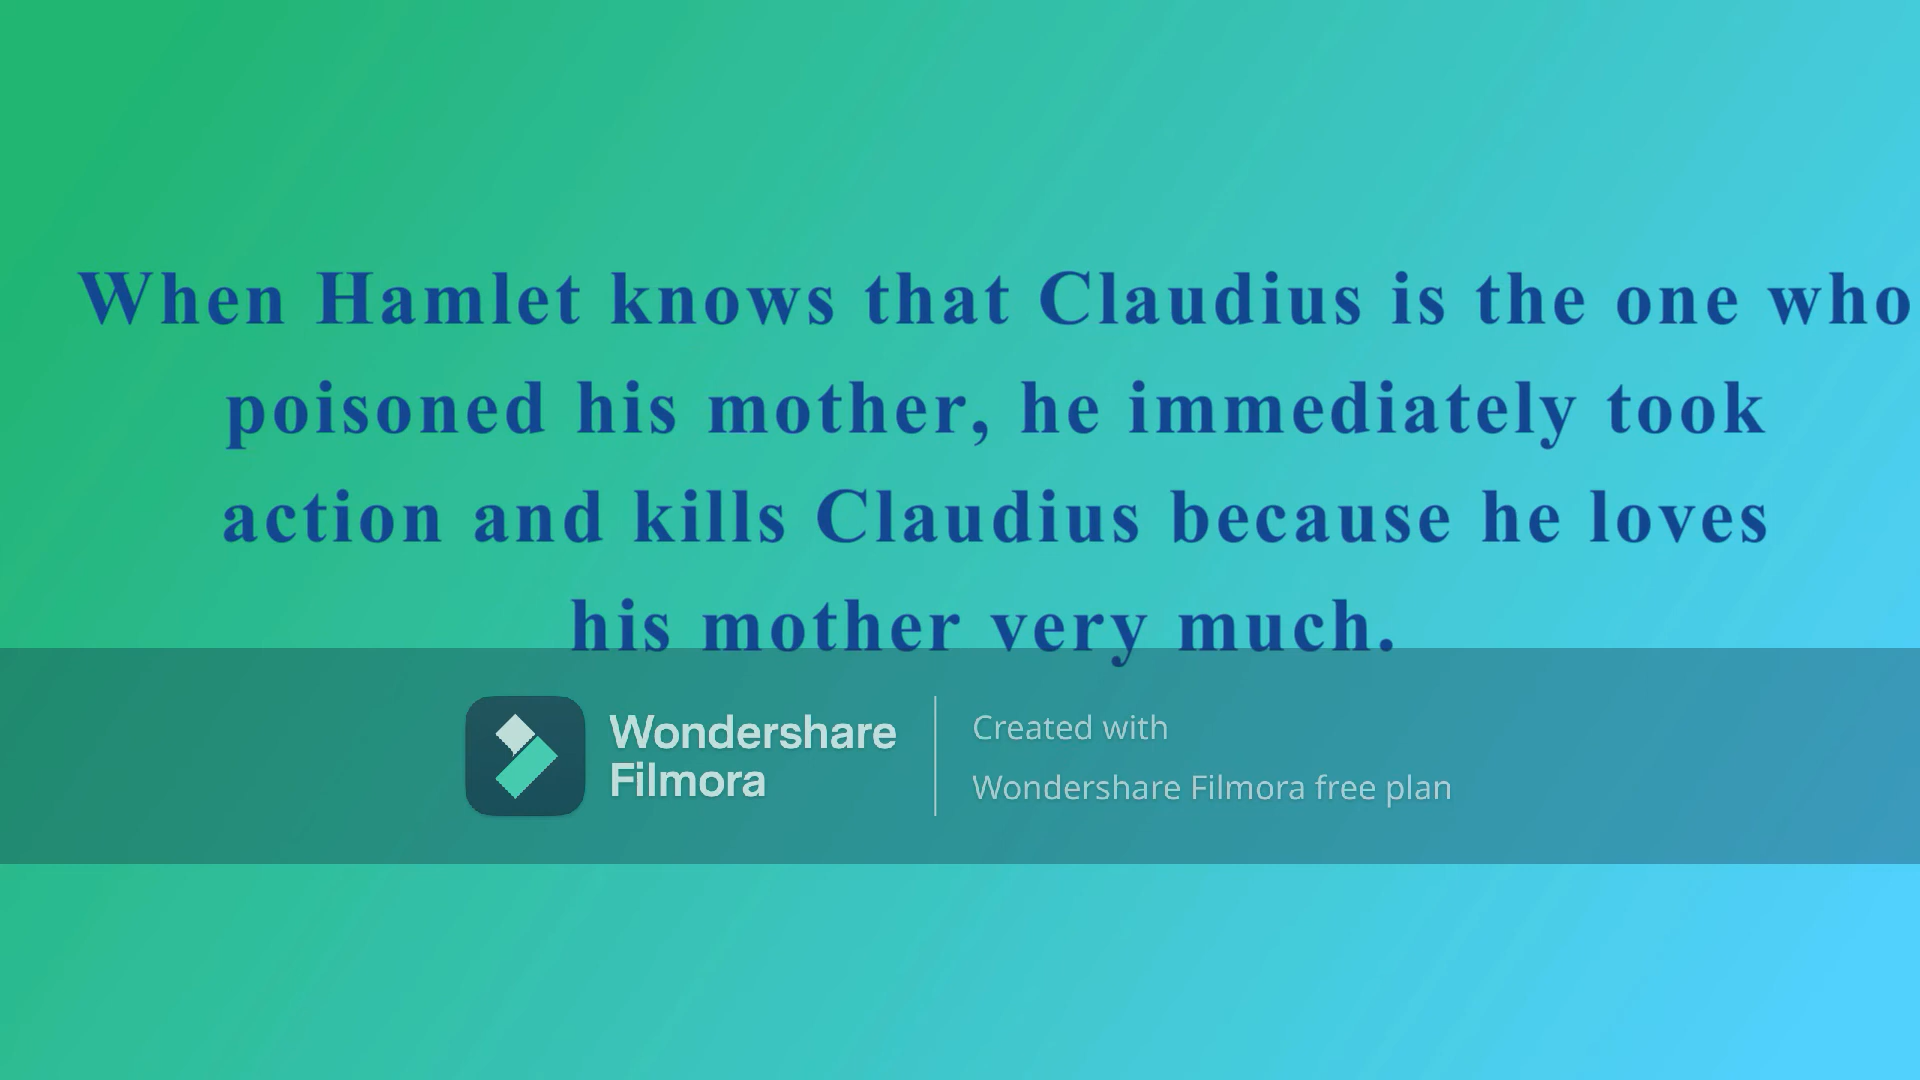 When Hamlet knows that Claudius is the one who
poisoned his mother, he immediately took
action and kills Claudius because he loves
his mother very much.
Wondershare
Filmora
Created with
Wondershare Filmora free plan